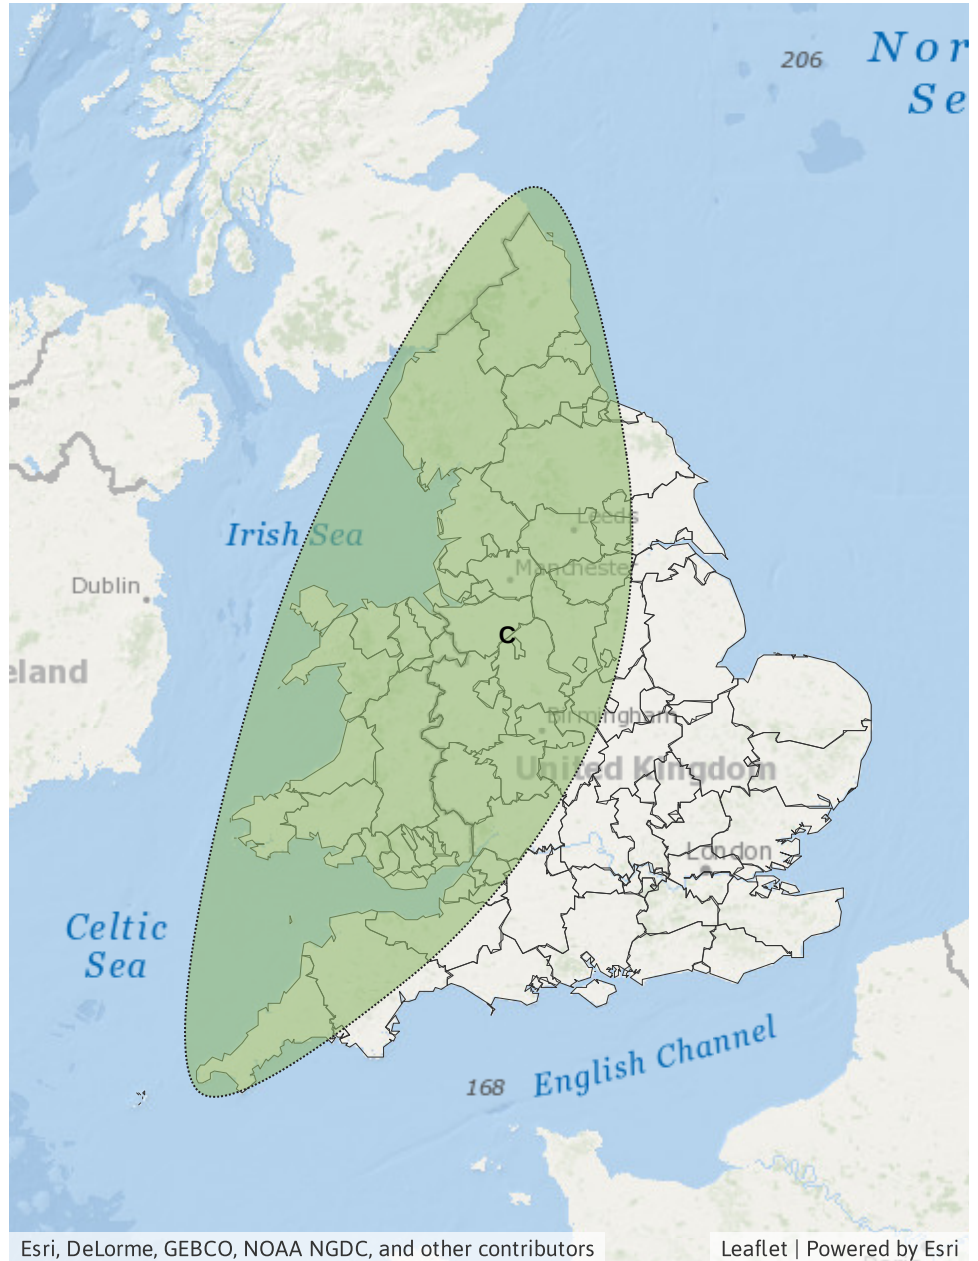 206
Nor
Se
Leeds
Irish Sea
Manchester
Dublin
C
eland
Birmingham
United Kingdom
London
Celtic
Sea
English Channel
168
Esri, DeLorme, GEBCO, NOAA NGDC, and other contributors
Leaflet | Powered by Esri